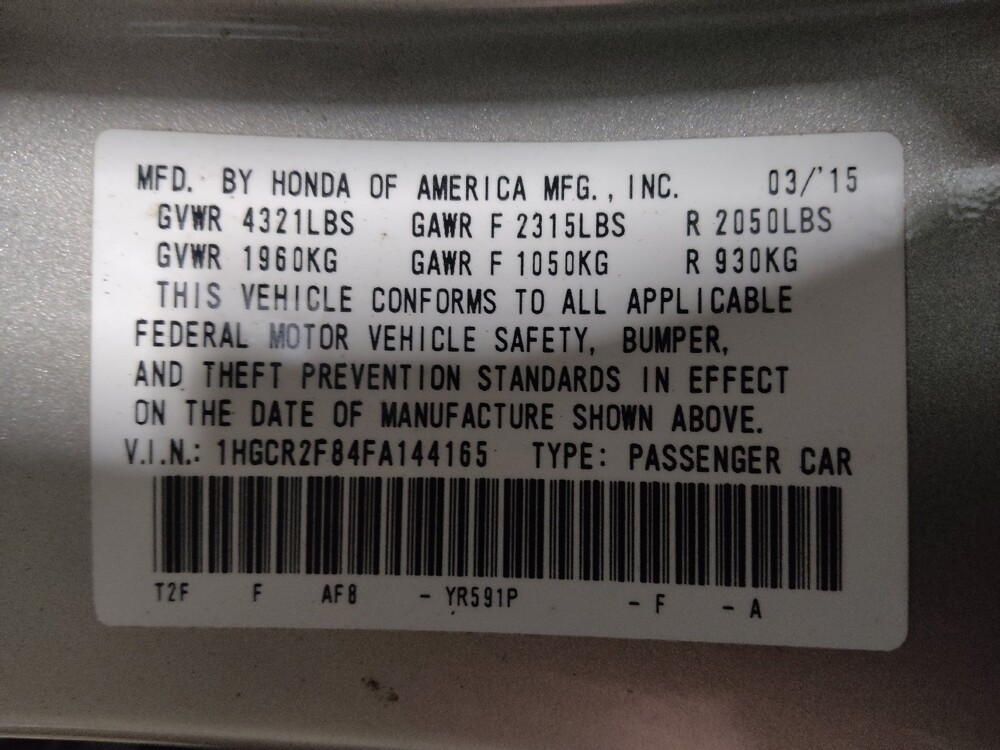 MFD. BY HONDA OF AMERICA MFG., INC. 03/'15
GVWR 4321LBS GAWR F 2315LBS R 2050LBS
GVWR 1960KG GAWR F 1050KG R 930KG
THIS VEHICLE CONFORMS TO ALL APPLICABLE
FEDERAL MOTOR VEHICLE SAFETY, BUMPER,
AND THEFT PREVENTION STANDARDS IN EFFECT
ON THE DATE OF MANUFACTURE SHOWN ABOVE.
V.I.N.: 1HGCR2F84FA144165 TYPE: PASSENGER CAR
T2F F AF8 - YR591P - F - A